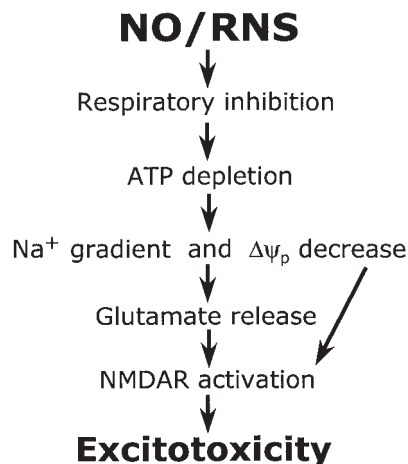 NO/RNS
Respiratory inhibition
ATP depletion
Na⁺ gradient and Δψₚ decrease
Glutamate release
NMDAR activation
Excitotoxicity